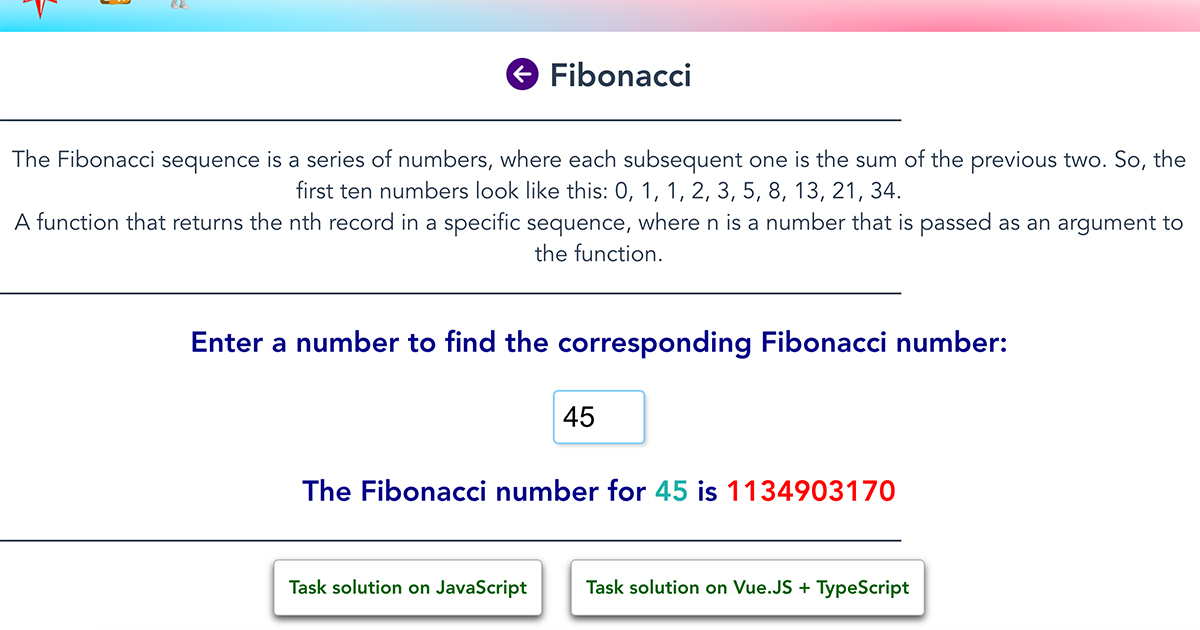 Fibonacci
The Fibonacci sequence is a series of numbers, where each subsequent one is the sum of the previous two. So, the
first ten numbers look like this: 0, 1, 1, 2, 3, 5, 8, 13, 21, 34.
A function that returns the nth record in a specific sequence, where n is a number that is passed as an argument to
the function.
Enter a number to find the corresponding Fibonacci number:
45
The Fibonacci number for 45 is 1134903170
Task solution on JavaScript
Task solution on Vue.JS + TypeScript